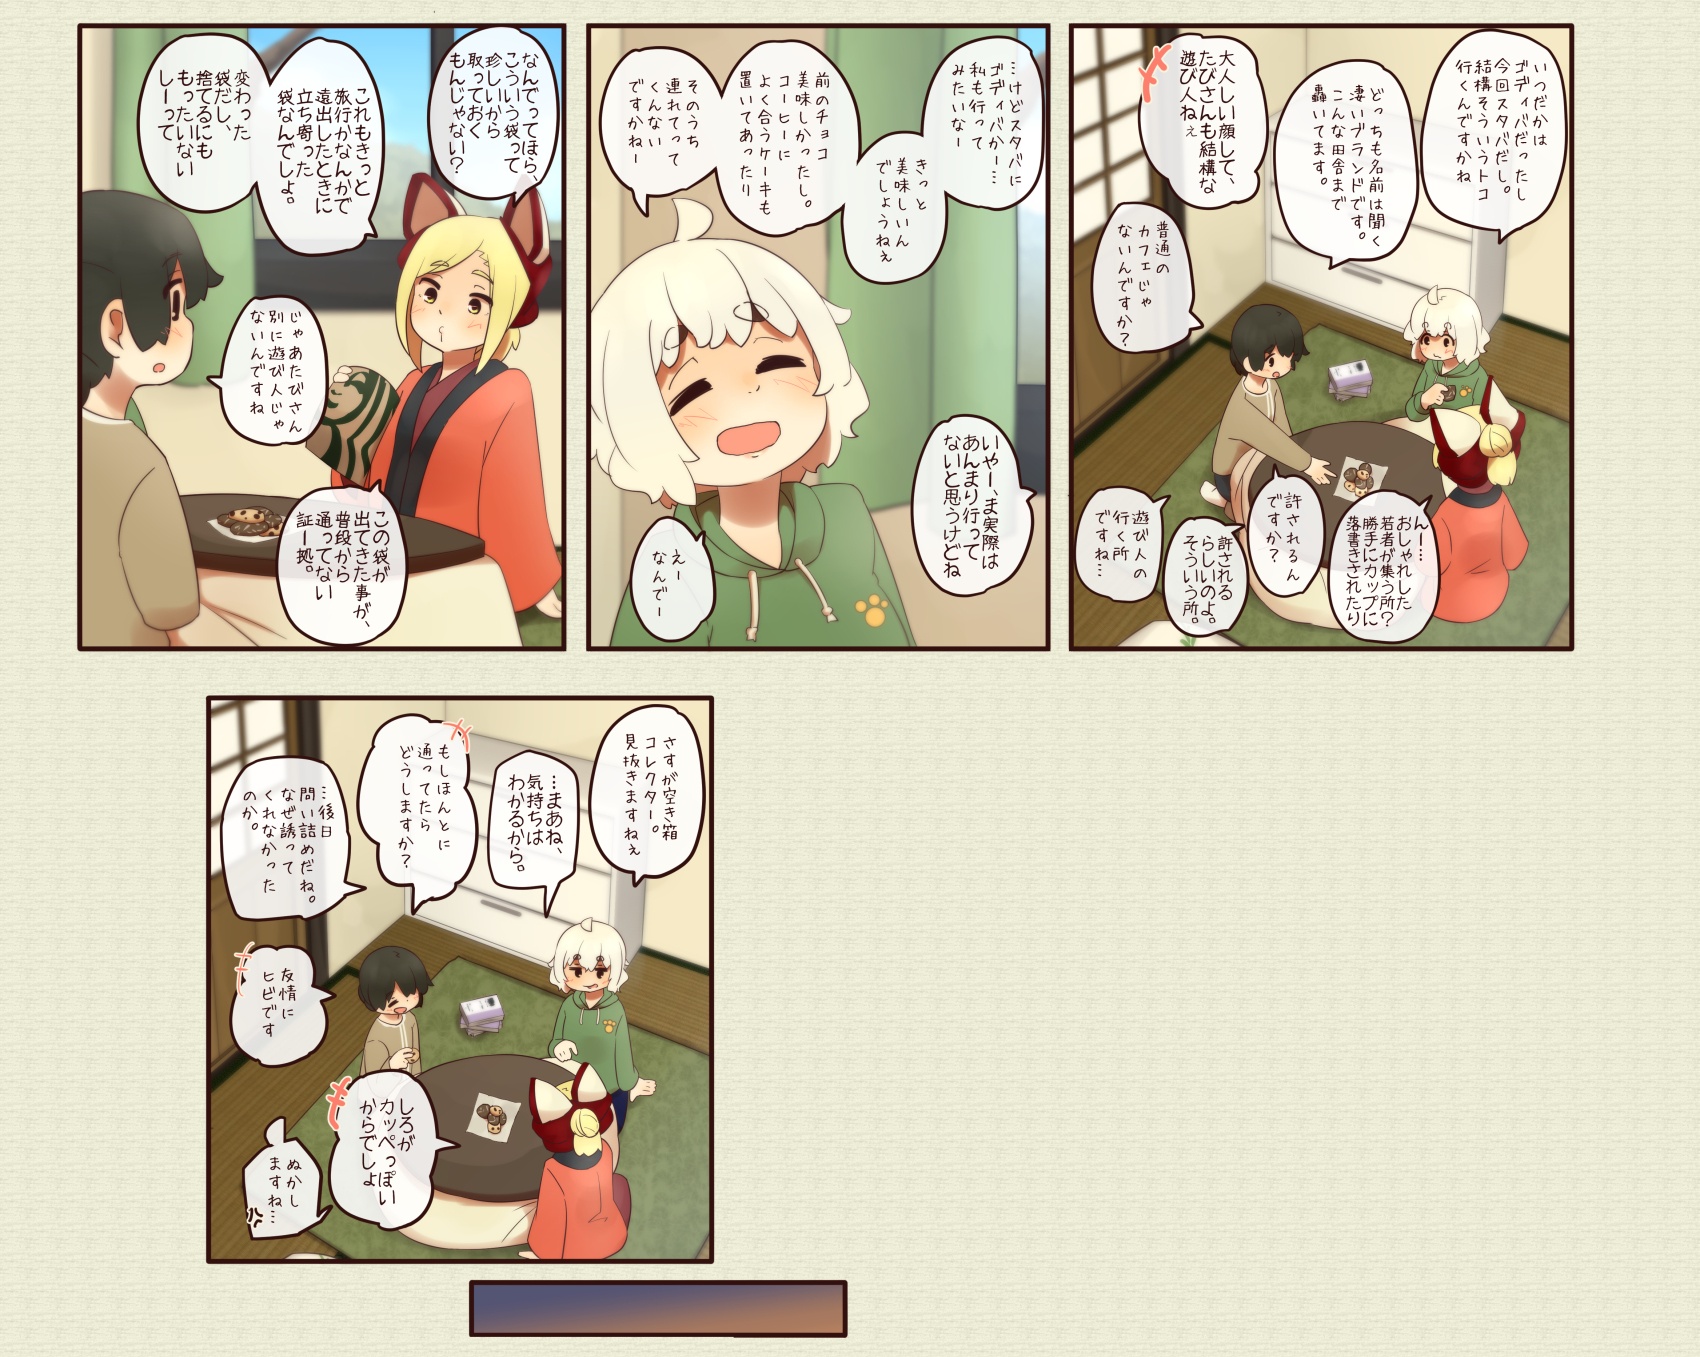 いつだかは
ゴディバだったし
今回スタバだし。
結構そういうトコ
行くんですかね
どっちも名前は聞く
凄いブランドです。
こんな田舎まで
轟いてます。
大人しい顔して、
たびさんも結構な
遊び人ねぇ
普通の
カフェじゃ
ないんですか？
んー…
おしゃれした
若者が集う所？
勝手にカップに
落書きされたり
許されるん
ですか？
許される
らしいのよ。
そういう所。
遊び人の
行く所
ですね…
…けどスタバに
ゴディバかー…
私も行って
みたいなー
きっと
美味しいん
でしょうねぇ
前のチョコ
美味しかったし。
コーヒーに
よく合うケーキも
置いてあったり
そのうち
連れてって
くんない
ですかねー
いやー、ま実際は
あんまり行って
ないと思うけどね
えー
なんでー
なんでってほら、
こういう袋って
珍しいから
取っておく
もんじゃない？
これもきっと
旅行かなんかで
遠出したときに
立ち寄った
袋なんでしょ。
変わった
袋だし、
捨てるにも
もったいない
しーって
じゃあたびさん
別に遊び人じゃ
ないんですね
この袋が
出てきた事が、
普段から
通ってない
証ー拠。
さすが空き箱
コレクター。
見抜きますねぇ
…まあね、
気持ちは
わかるから。
もしほんとに
通ってたら
どうしますか？
…後日
問い詰めだね。
なぜ誘って
くれなかった
のか。
友情に
ヒビです
しろが
カッペっぽい
からでしょ
ぬかし
ますね…